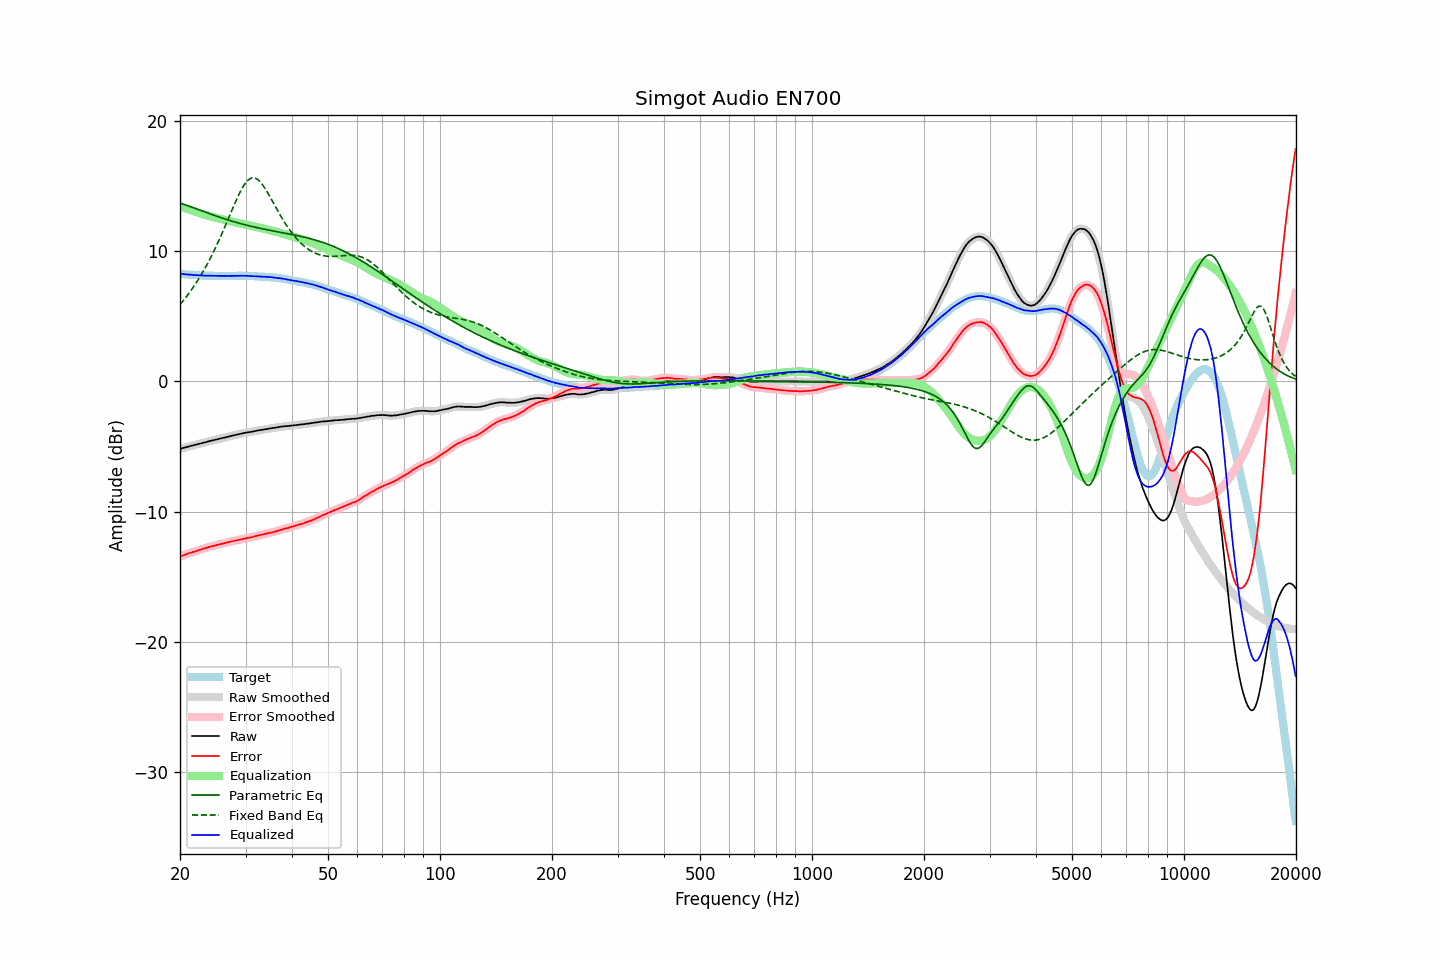 Simgot Audio EN700
20
10
0
−10
−20
−30
Amplitude (dBr)
Target
Raw Smoothed
Error Smoothed
Raw
Error
Equalization
Parametric Eq
Fixed Band Eq
Equalized
20 50 100 200 500 1000 2000 5000 10000 20000
Frequency (Hz)